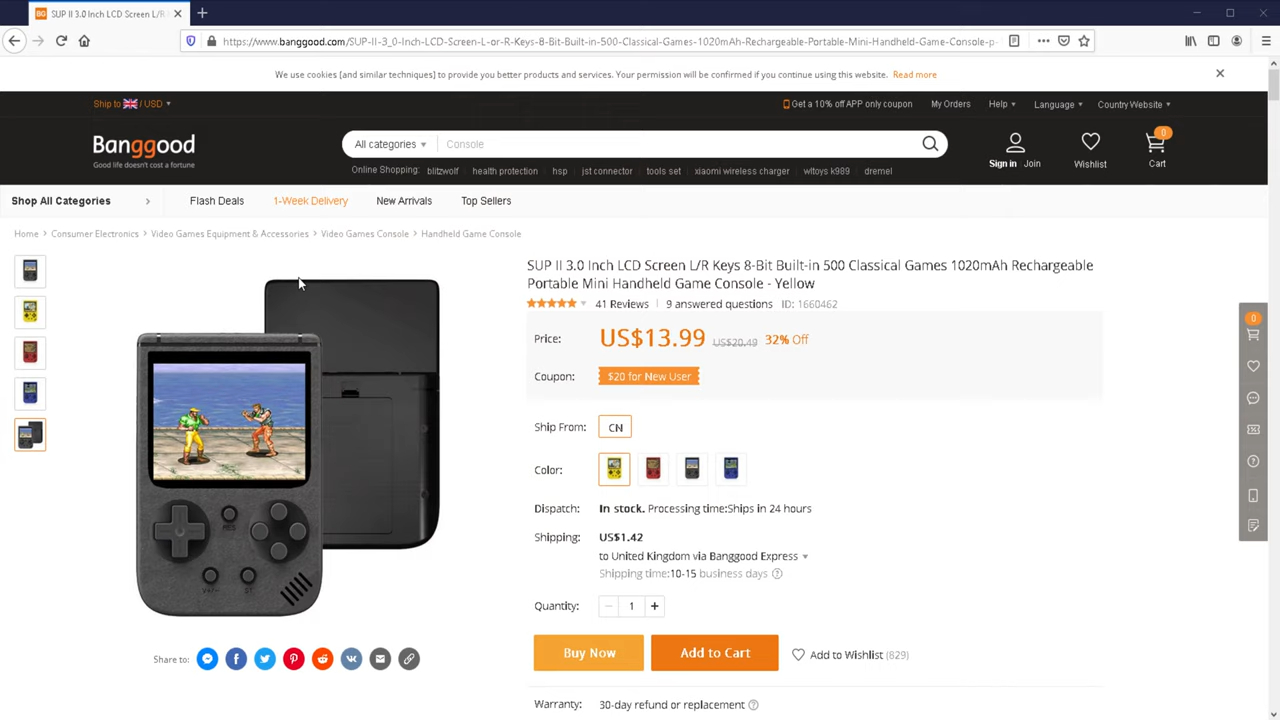 BG SUP II 3.0 Inch LCD Screen L/R
https://www.banggood.com/SUP-II-3_0-Inch-LCD-Screen-L-or-R-Keys-8-Bit-Built-in-500-Classical-Games-1020mAh-Rechargeable-Portable-Mini-Handheld-Game-Console-p-
We use cookies (and similar techniques) to provide you better products and services. Your permission will be confirmed if you continue using this website. Read more
Ship to / USD
Get a 10% off APP only coupon My Orders Help Language Country Website
Banggood
Good life doesn't cost a fortune
All categories Console
Sign in Join Wishlist 0 Cart
Online Shopping: blitzwolf health protection hsp jst connector tools set xiaomi wireless charger wltoys k989 dremel
Shop All Categories Flash Deals 1-Week Delivery New Arrivals Top Sellers
Home > Consumer Electronics > Video Games Equipment & Accessories > Video Games Console > Handheld Game Console
SUP II 3.0 Inch LCD Screen L/R Keys 8-Bit Built-in 500 Classical Games 1020mAh Rechargeable
Portable Mini Handheld Game Console - Yellow
41 Reviews 9 answered questions ID: 1660462
Price: US$13.99 US$20.49 32% Off
Coupon: $20 for New User
Ship From: CN
Color:
Dispatch: In stock. Processing time:Ships in 24 hours
Shipping: US$1.42
to United Kingdom via Banggood Express
Shipping time:10-15 business days
Quantity: 1
Buy Now Add to Cart Add to Wishlist (829)
Share to:
Warranty: 30-day refund or replacement
0